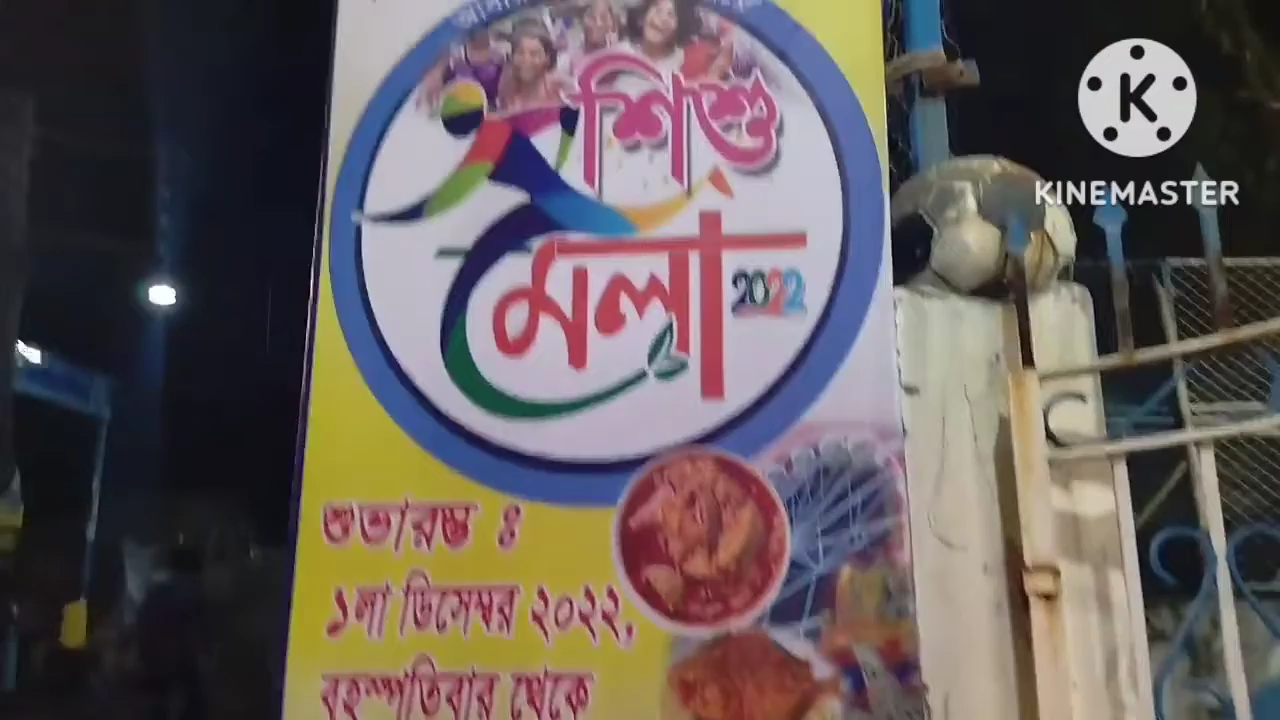 শিশু
মেলা
2022
শুভারম্ভ ঃ
১লা ডিসেম্বর ২০২২,
বৃহস্পতিবার থেকে
K
KINEMASTER